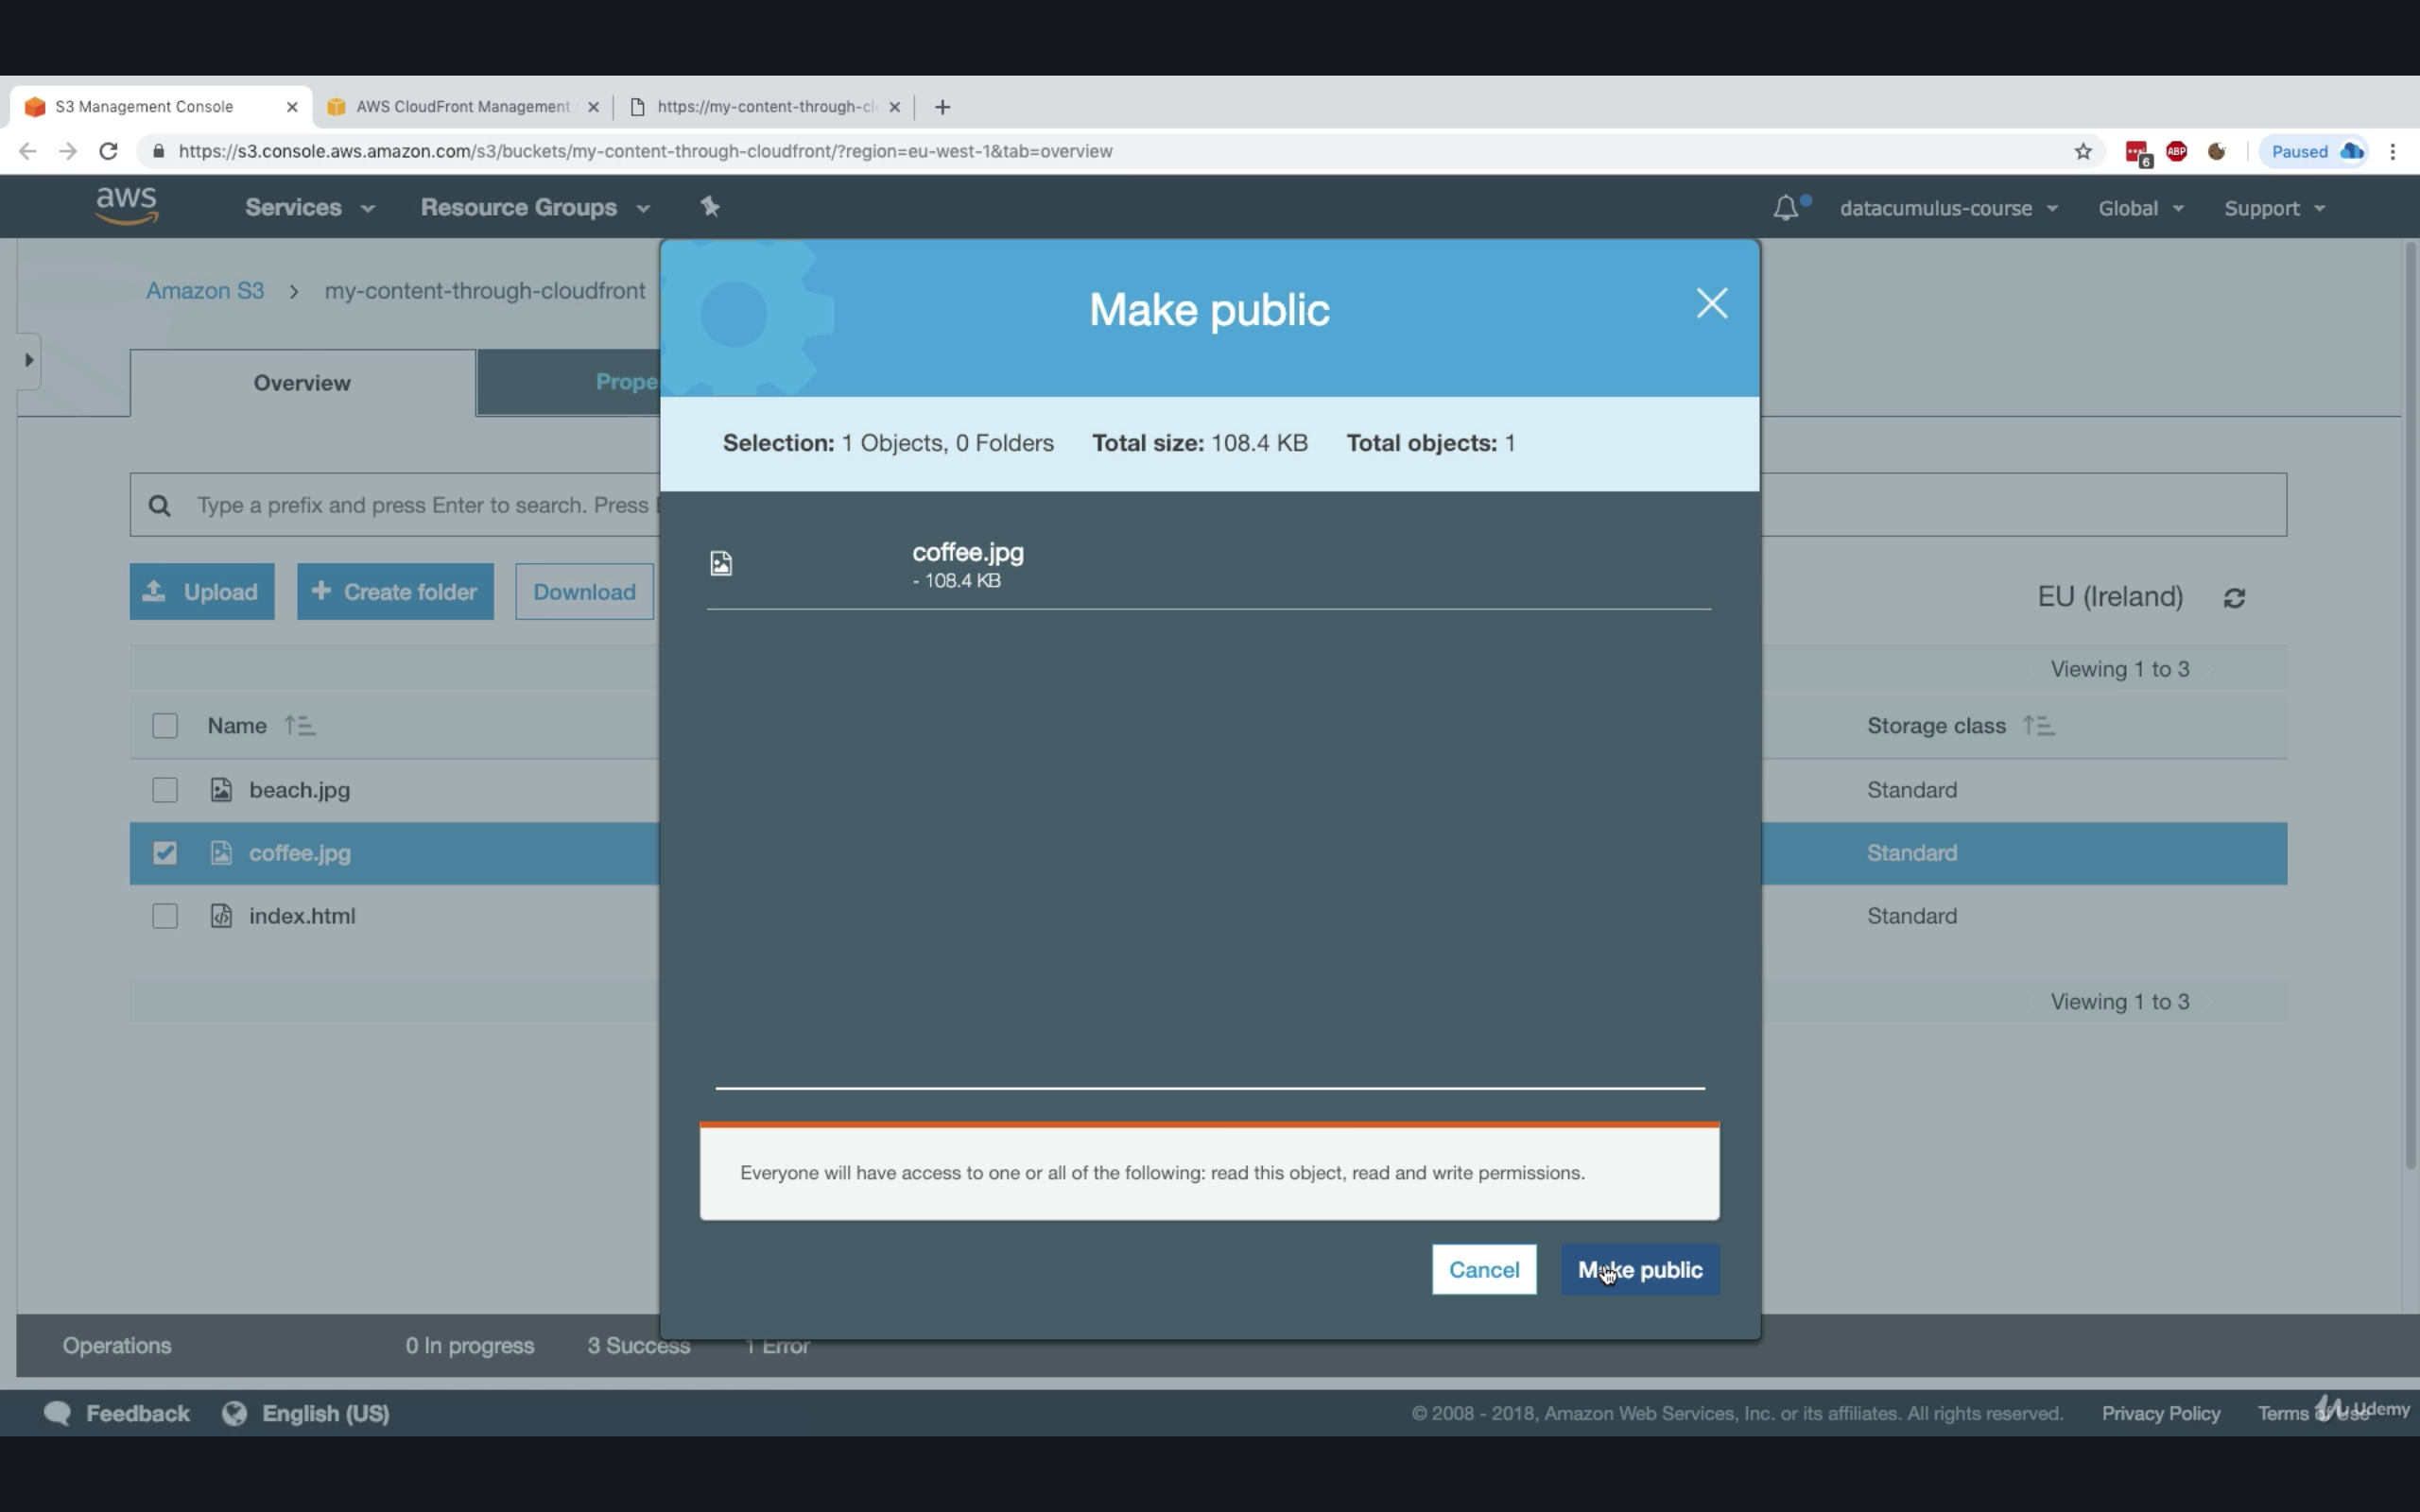 S3 Management Console
AWS CloudFront Management
https://my-content-through-cl
https://s3.console.aws.amazon.com/s3/buckets/my-content-through-cloudfront/?region=eu-west-1&tab=overview
6
ABP
Paused
aws
Services
Resource Groups
datacumulus-course
Global
Support
Amazon S3 > my-content-through-cloudfront
Make public
Overview
Prope
Selection: 1 Objects, 0 Folders Total size: 108.4 KB Total objects: 1
Type a prefix and press Enter to search. Press
coffee.jpg
- 108.4 KB
Upload
Create folder
Download
EU (Ireland)
Viewing 1 to 3
Name
Storage class
beach.jpg
Standard
coffee.jpg
Standard
index.html
Standard
Viewing 1 to 3
Everyone will have access to one or all of the following: read this object, read and write permissions.
Cancel
Make public
Operations
0 In progress
3 Success
1 Error
Feedback
English (US)
© 2008 - 2018, Amazon Web Services, Inc. or its affiliates. All rights reserved.
Privacy Policy
Terms of Use
Udemy